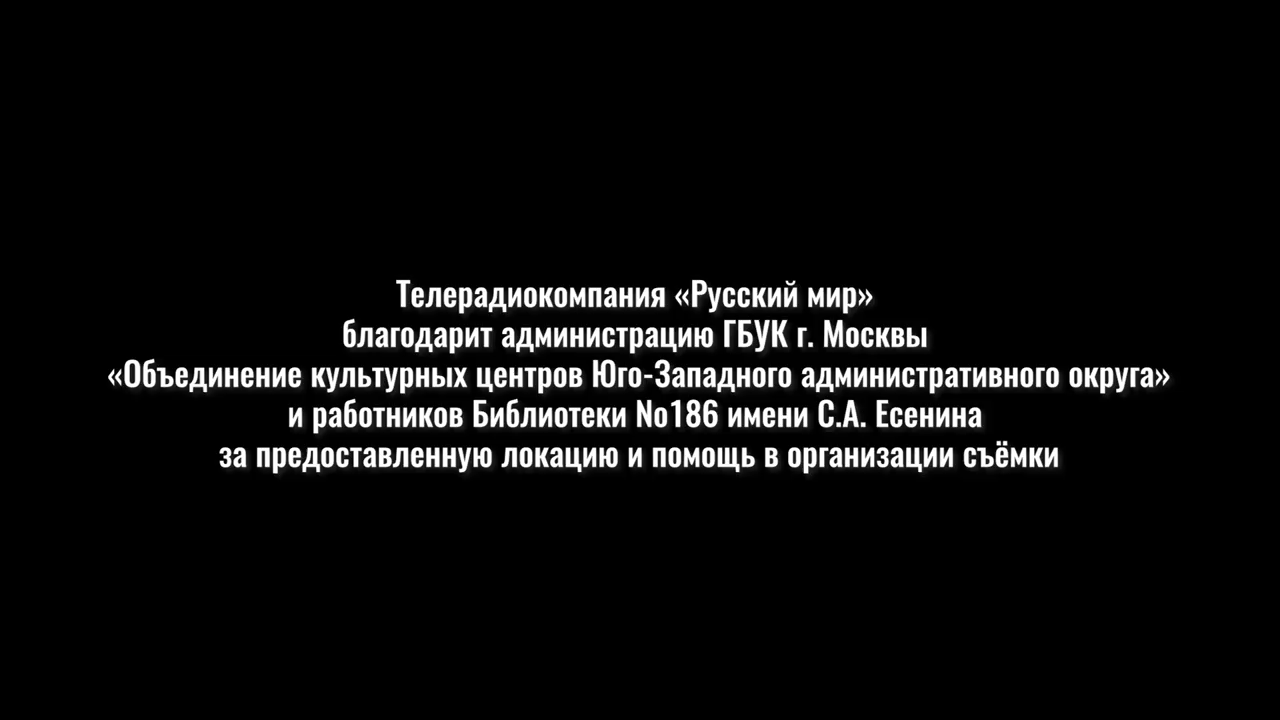 Телерадиокомпания «Русский мир»
благодарит администрацию ГБУК г. Москвы
«Объединение культурных центров Юго-Западного административного округа»
и работников Библиотеки No186 имени С.А. Есенина
за предоставленную локацию и помощь в организации съёмки